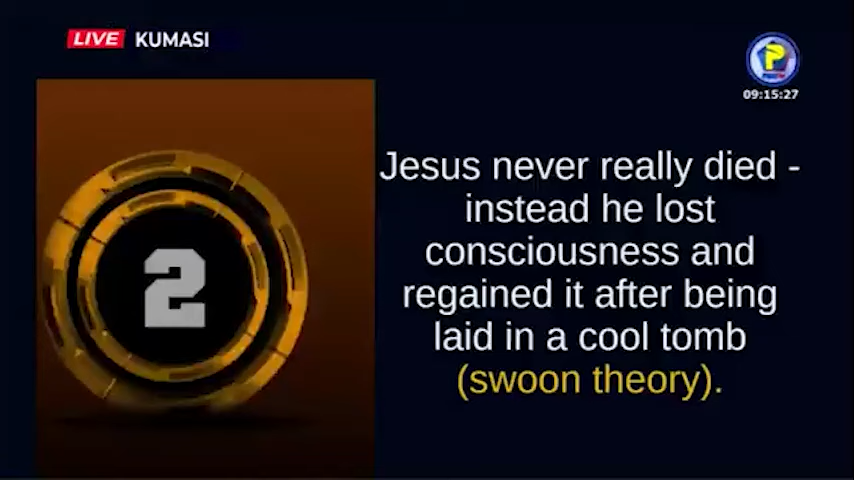 LIVE KUMASI
P
09:15:27
2
Jesus never really died -
instead he lost
consciousness and
regained it after being
laid in a cool tomb
(swoon theory).